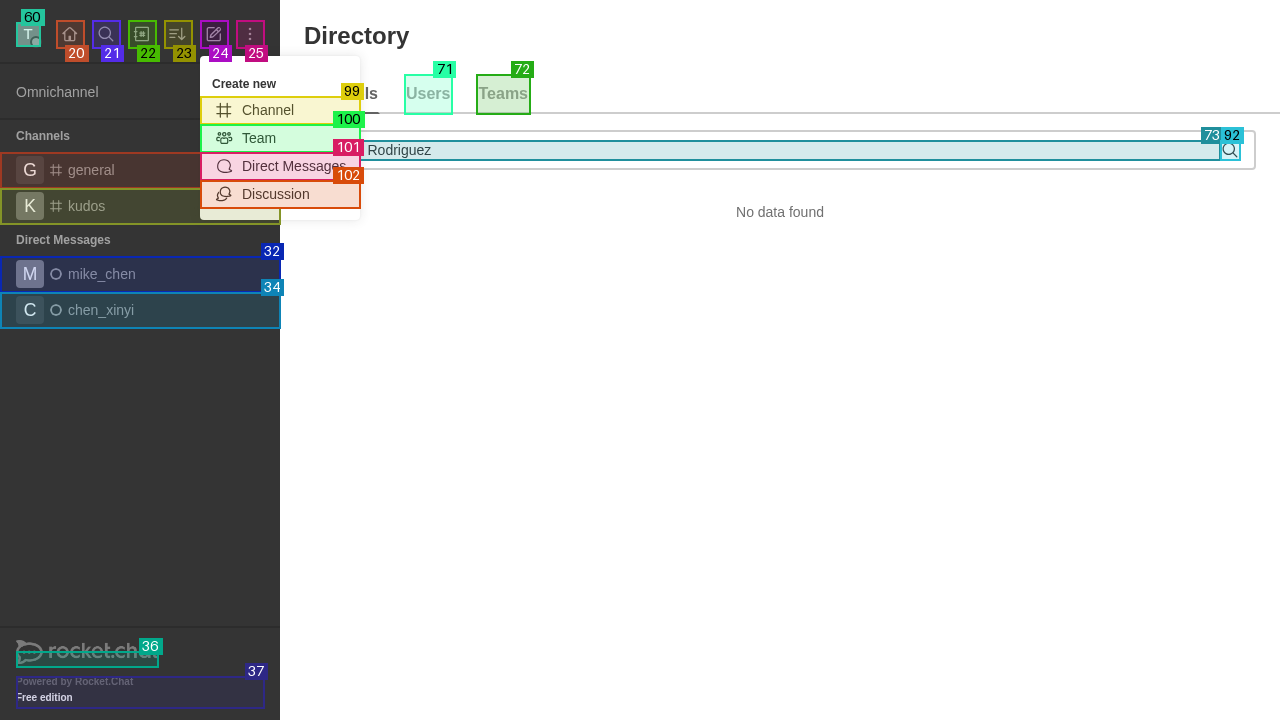 60
T
20
21
22
23
24
25
Directory
ls
Users
71
Teams
72
Omnichannel
Create new
Channel
99
Team
100
Direct Messages
101
Discussion
102
Rodriguez
73
92
No data found
Channels
G
general
K
kudos
Direct Messages
32
M
mike_chen
34
C
chen_xinyi
36
rocket.chat
37
Powered by Rocket.Chat
Free edition